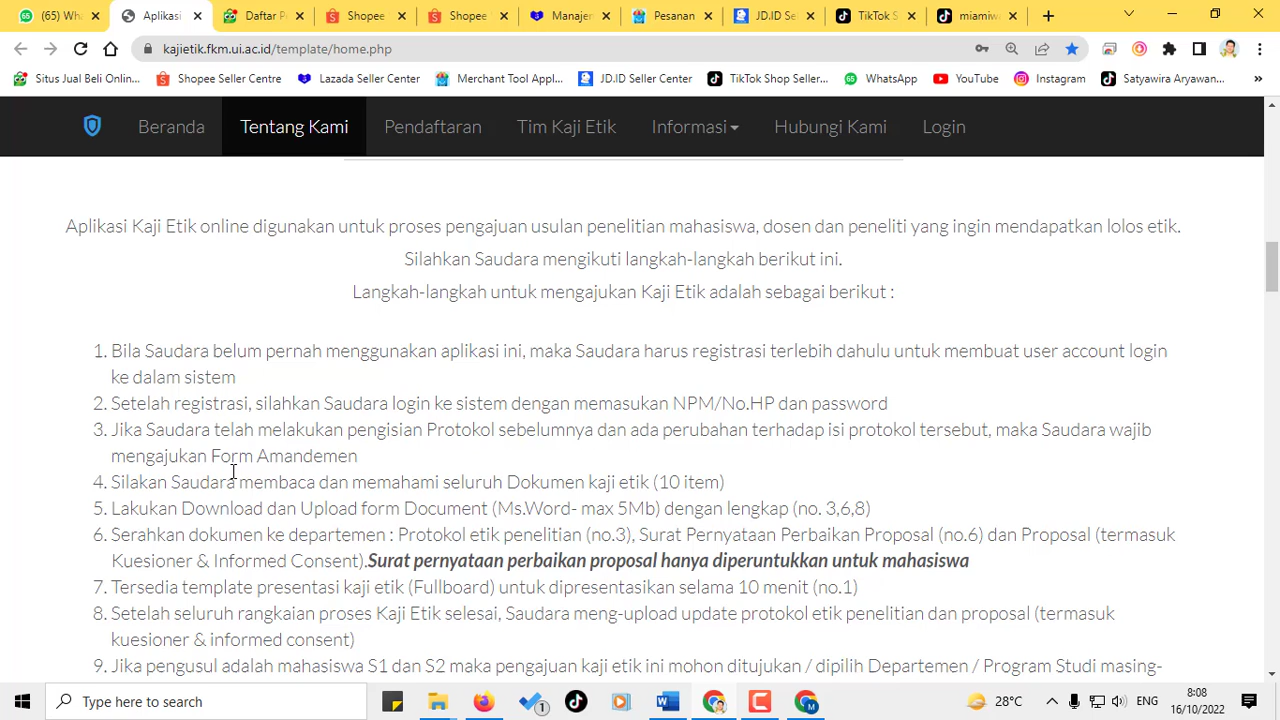 (65) Wha
Aplikasi
Daftar Pe
Shopee
Shopee
Manajer
Pesanan
JD.ID Se
TikTok S
miamiwa
kajietik.fkm.ui.ac.id/template/home.php
Situs Jual Beli Onlin...
Shopee Seller Centre
Lazada Seller Center
Merchant Tool Appl...
JD.ID Seller Center
TikTok Shop Seller...
WhatsApp
YouTube
Instagram
Satyawira Aryawan...
Beranda
Tentang Kami
Pendaftaran
Tim Kaji Etik
Informasi
Hubungi Kami
Login
Aplikasi Kaji Etik online digunakan untuk proses pengajuan usulan penelitian mahasiswa, dosen dan peneliti yang ingin mendapatkan lolos etik.
Silahkan Saudara mengikuti langkah-langkah berikut ini.
Langkah-langkah untuk mengajukan Kaji Etik adalah sebagai berikut :
1. Bila Saudara belum pernah menggunakan aplikasi ini, maka Saudara harus registrasi terlebih dahulu untuk membuat user account login
ke dalam sistem
2. Setelah registrasi, silahkan Saudara login ke sistem dengan memasukan NPM/No.HP dan password
3. Jika Saudara telah melakukan pengisian Protokol sebelumnya dan ada perubahan terhadap isi protokol tersebut, maka Saudara wajib
mengajukan Form Amandemen
4. Silakan Saudara membaca dan memahami seluruh Dokumen kaji etik (10 item)
5. Lakukan Download dan Upload form Document (Ms.Word- max 5Mb) dengan lengkap (no. 3,6,8)
6. Serahkan dokumen ke departemen : Protokol etik penelitian (no.3), Surat Pernyataan Perbaikan Proposal (no.6) dan Proposal (termasuk
Kuesioner & Informed Consent).Surat pernyataan perbaikan proposal hanya diperuntukkan untuk mahasiswa
7. Tersedia template presentasi kaji etik (Fullboard) untuk dipresentasikan selama 10 menit (no.1)
8. Setelah seluruh rangkaian proses Kaji Etik selesai, Saudara meng-upload update protokol etik penelitian dan proposal (termasuk
kuesioner & informed consent)
9. Jika pengusul adalah mahasiswa S1 dan S2 maka pengajuan kaji etik ini mohon ditujukan / dipilih Departemen / Program Studi masing-
Type here to search
28°C
ENG
8:08
16/10/2022